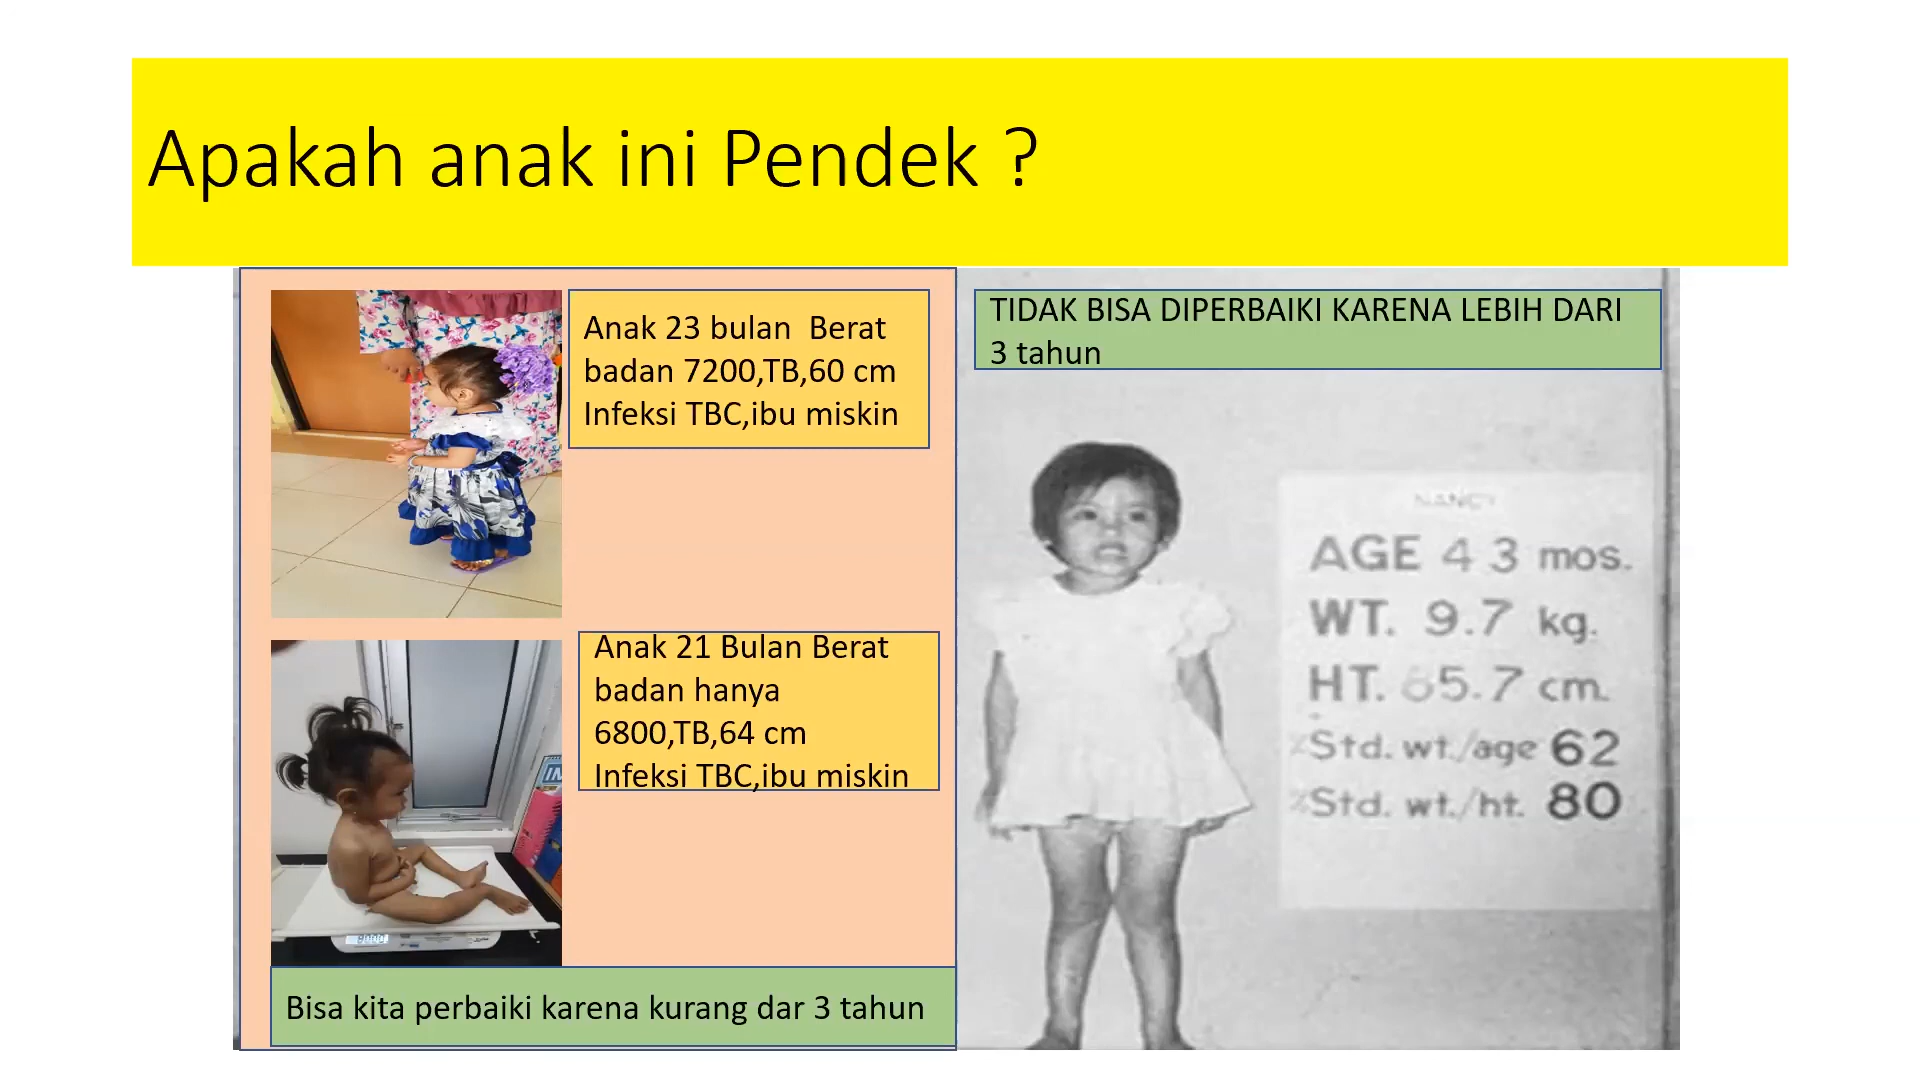 Apakah anak ini Pendek ?
Anak 23 bulan Berat
badan 7200,TB,60 cm
Infeksi TBC,ibu miskin
Anak 21 Bulan Berat
badan hanya
6800,TB,64 cm
Infeksi TBC,ibu miskin
Bisa kita perbaiki karena kurang dar 3 tahun
TIDAK BISA DIPERBAIKI KARENA LEBIH DARI
3 tahun
NANCY
AGE 43 mos.
WT. 9.7 kg.
HT. 85.7 cm.
%Std. wt./age 62
%Std. wt./ht. 80